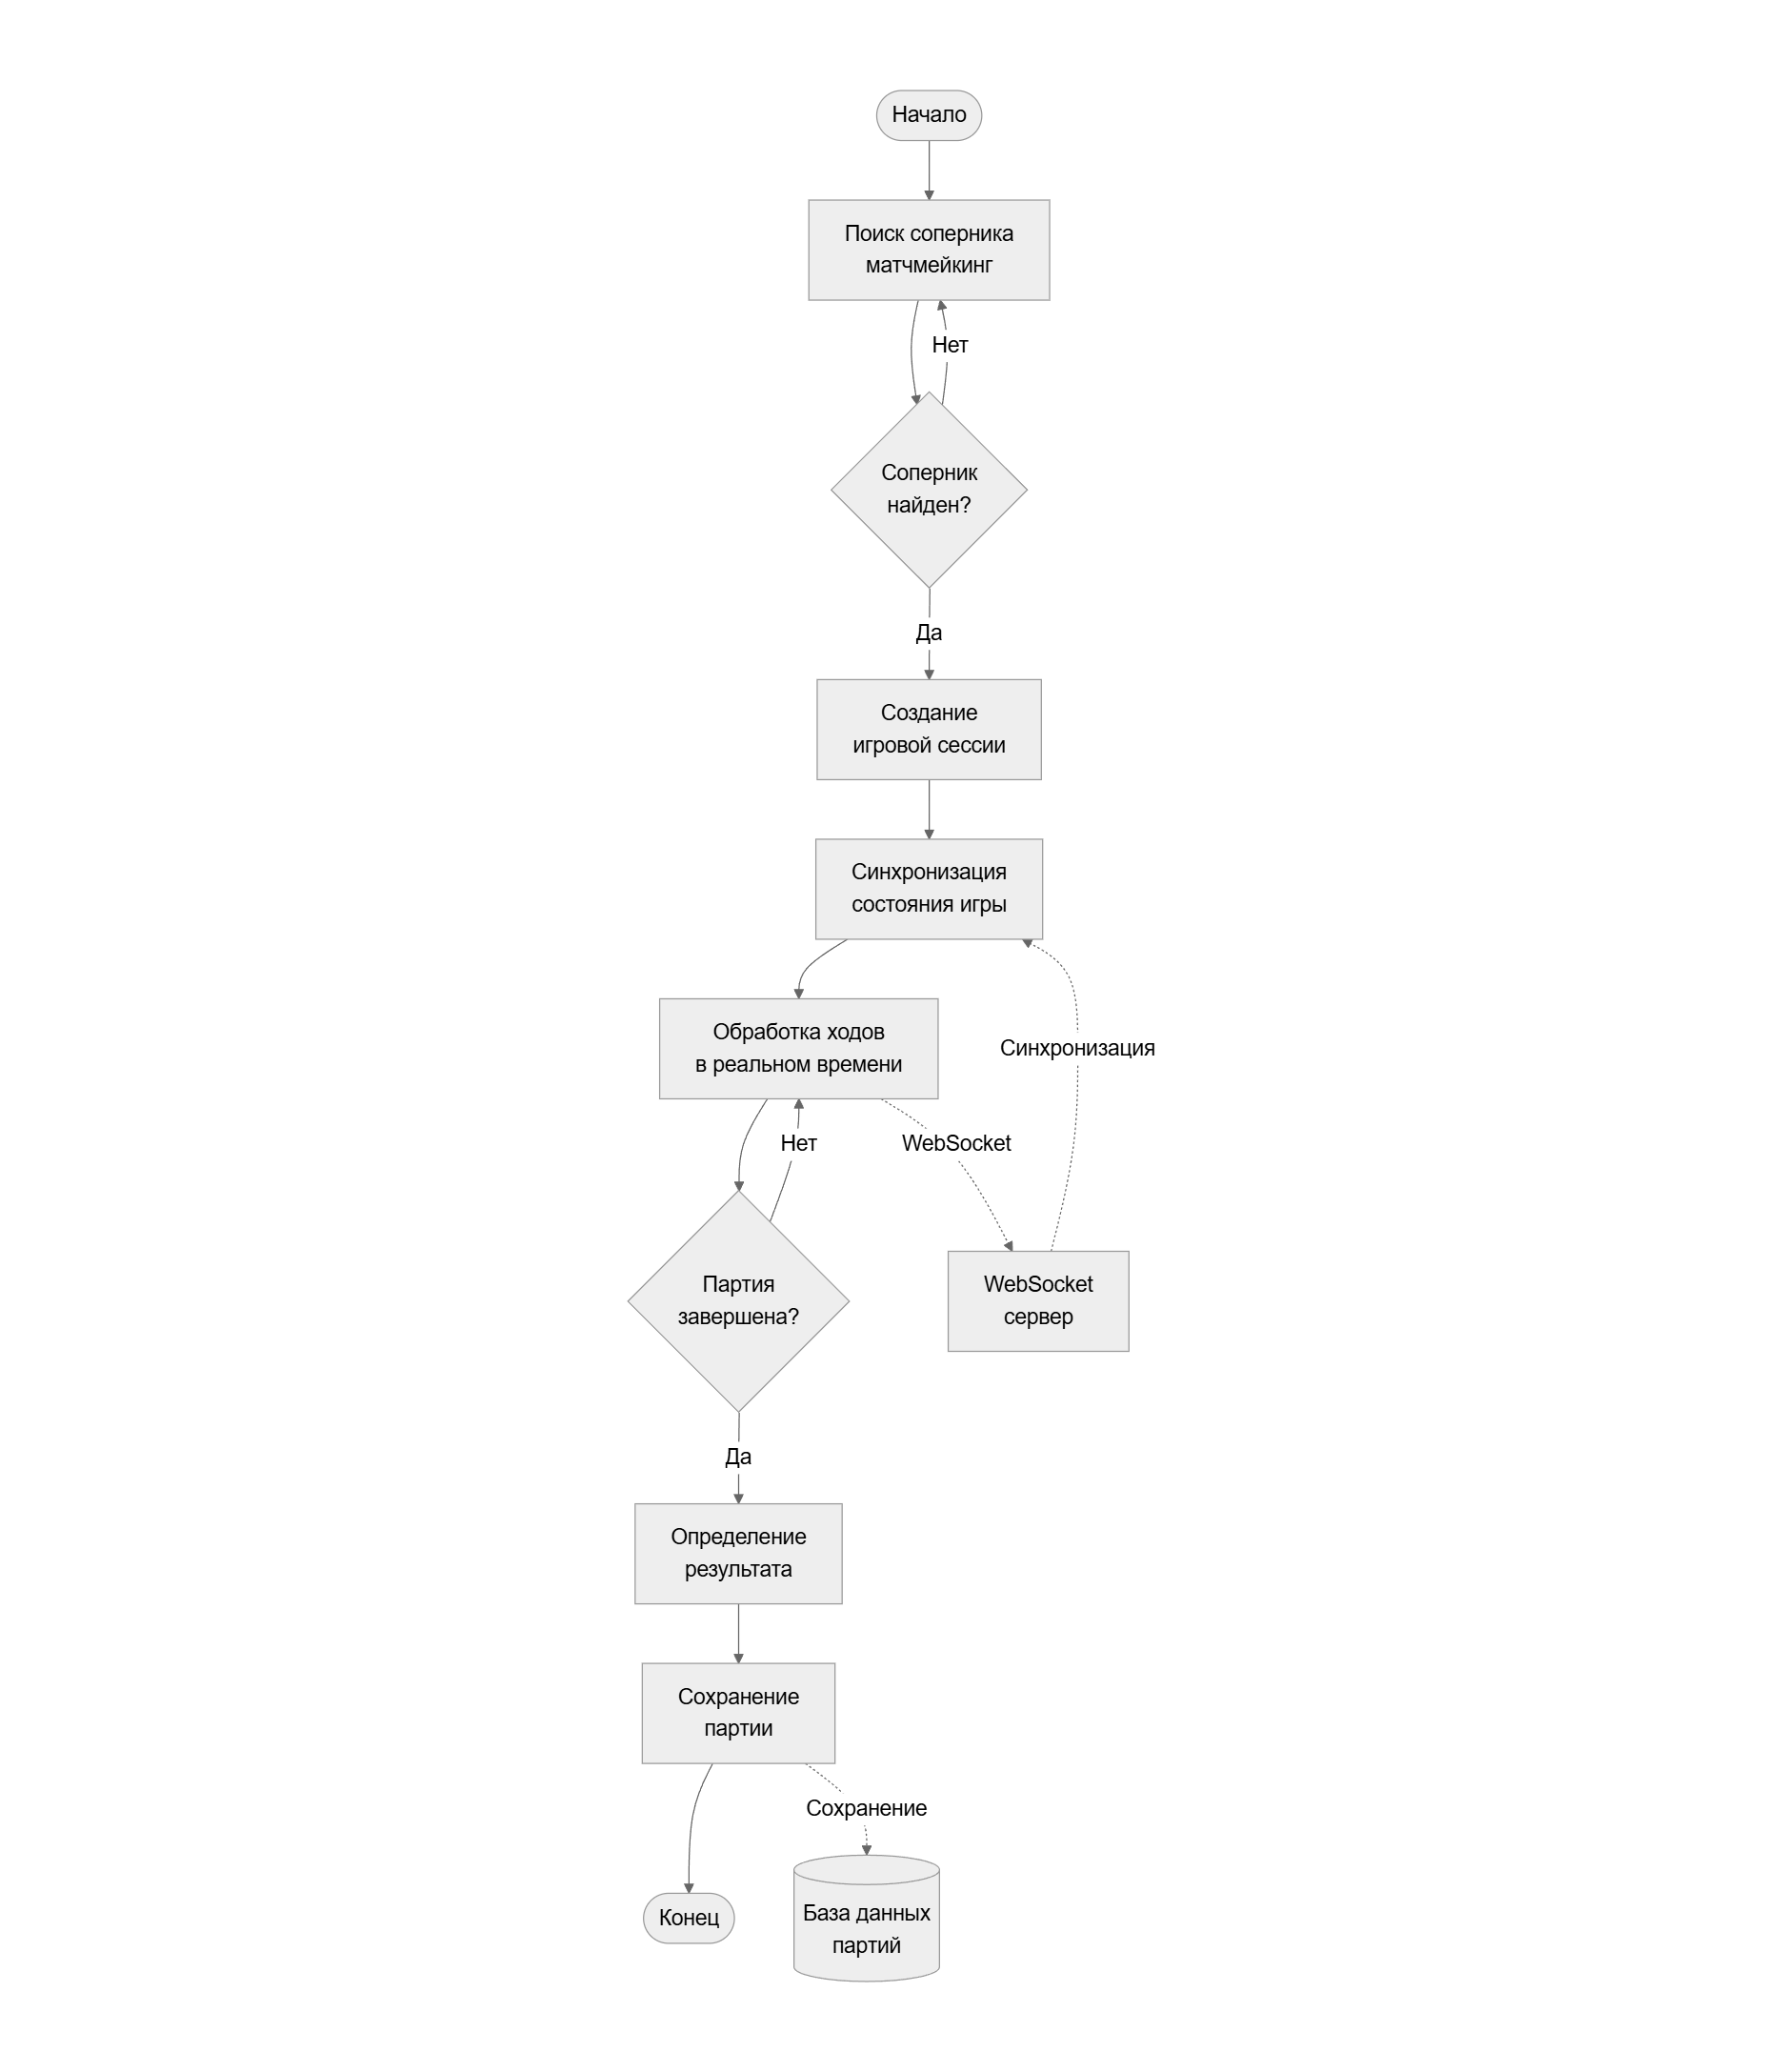 Начало
Поиск соперника
матчмейкинг
Нет
Соперник
найден?
Да
Создание
игровой сессии
Синхронизация
состояния игры
Обработка ходов
в реальном времени
Синхронизация
Нет
WebSocket
Партия
завершена?
WebSocket
сервер
Да
Определение
результата
Сохранение
партии
Сохранение
Конец
База данных
партий